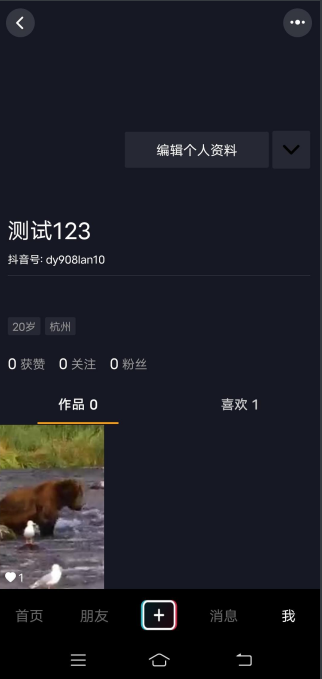 编辑个人资料
测试123
抖音号: dy908lan10
20岁 杭州
0 获赞 0 关注 0 粉丝
作品 0 喜欢 1
1
首页 朋友 消息 我